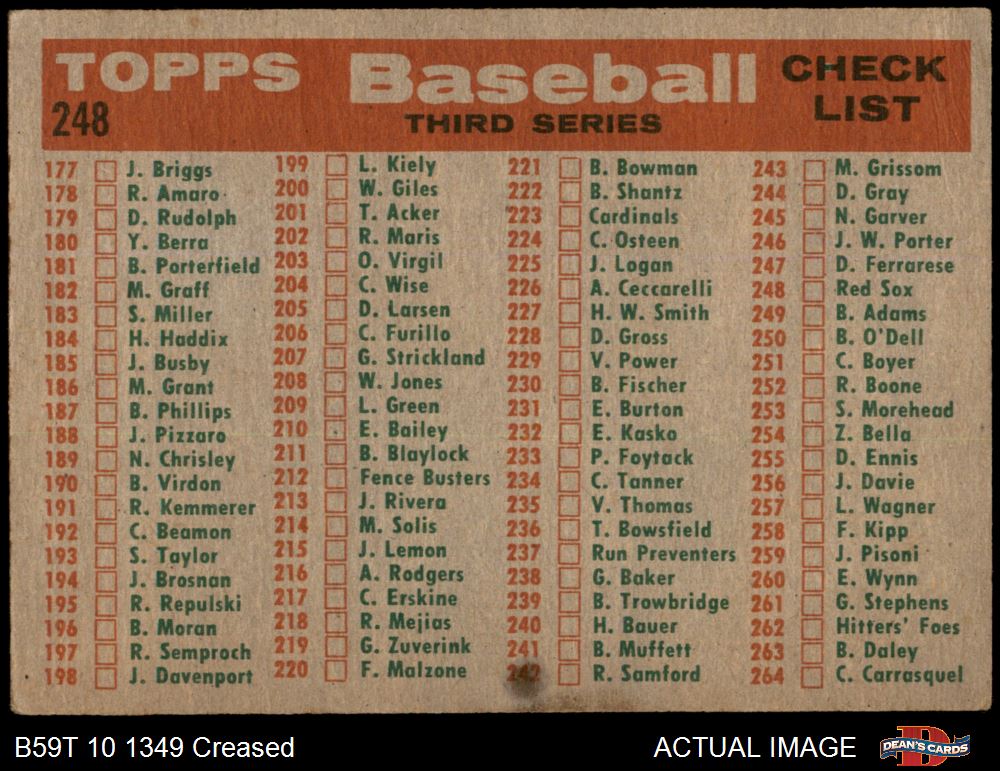 TOPPS Baseball CHECK LIST
248 THIRD SERIES
177 J. Briggs
178 R. Amaro
179 D. Rudolph
180 Y. Berra
181 B. Porterfield
182 M. Graff
183 S. Miller
184 H. Haddix
185 J. Busby
186 M. Grant
187 B. Phillips
188 J. Pizzaro
189 N. Chrisley
190 B. Virdon
191 R. Kemmerer
192 C. Beamon
193 S. Taylor
194 J. Brosnan
195 R. Repulski
196 B. Moran
197 R. Semproch
198 J. Davenport
199 L. Kiely
200 W. Giles
201 T. Acker
202 R. Maris
203 O. Virgil
204 C. Wise
205 D. Larsen
206 C. Furillo
207 G. Strickland
208 W. Jones
209 L. Green
210 E. Bailey
211 B. Blaylock
212 Fence Busters
213 J. Rivera
214 M. Solis
215 J. Lemon
216 A. Rodgers
217 C. Erskine
218 R. Mejias
219 G. Zuverink
220 F. Malzone
221 B. Bowman
222 B. Shantz
223 Cardinals
224 C. Osteen
225 J. Logan
226 A. Ceccarelli
227 H. W. Smith
228 D. Gross
229 V. Power
230 B. Fischer
231 E. Burton
232 E. Kasko
233 P. Foytack
234 C. Tanner
235 V. Thomas
236 T. Bowsfield
237 Run Preventers
238 G. Baker
239 B. Trowbridge
240 H. Bauer
241 B. Muffett
242 R. Samford
243 M. Grissom
244 D. Gray
245 N. Garver
246 J. W. Porter
247 D. Ferrarese
248 Red Sox
249 B. Adams
250 B. O'Dell
251 C. Boyer
252 R. Boone
253 S. Morehead
254 Z. Bella
255 D. Ennis
256 J. Davie
257 L. Wagner
258 F. Kipp
259 J. Pisoni
260 E. Wynn
261 G. Stephens
262 Hitters' Foes
263 B. Daley
264 C. Carrasquel
B59T 10 1349 Creased
ACTUAL IMAGE
DEAN'S CARDS